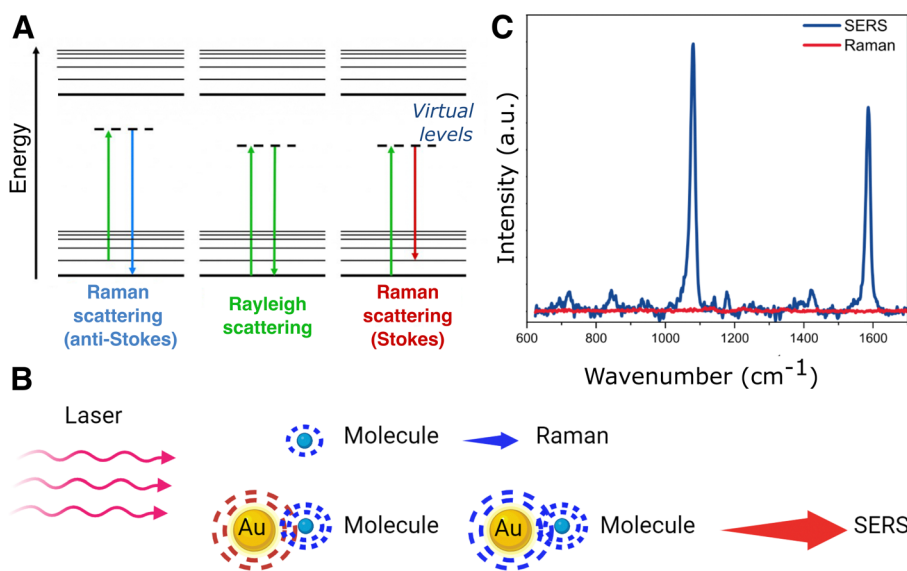 A
Energy
Virtual
levels
Raman
scattering
(anti-Stokes)
Rayleigh
scattering
Raman
scattering
(Stokes)
C
SERS
Raman
Intensity (a.u.)
600
800
1000
1200
1400
1600
Wavenumber (cm-1)
B
Laser
Molecule
Raman
Au
Molecule
Au
Molecule
SERS